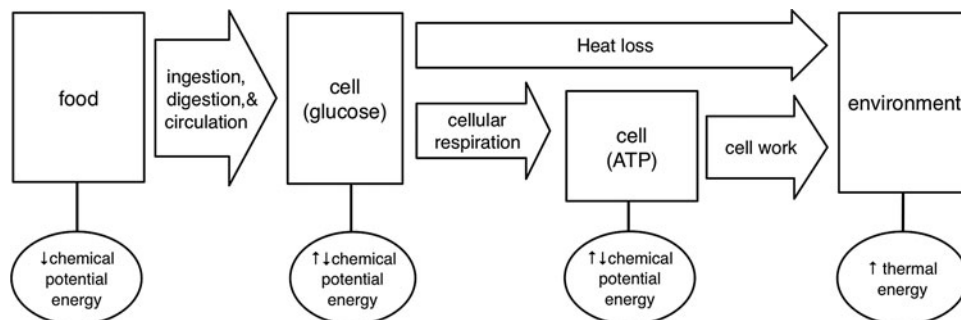 food
ingestion,
digestion,&
circulation
cell
(glucose)
Heat loss
cellular
respiration
cell
(ATP)
cell work
environment
↓chemical
potential
energy
↑↓chemical
potential
energy
↑↓chemical
potential
energy
↑ thermal
energy